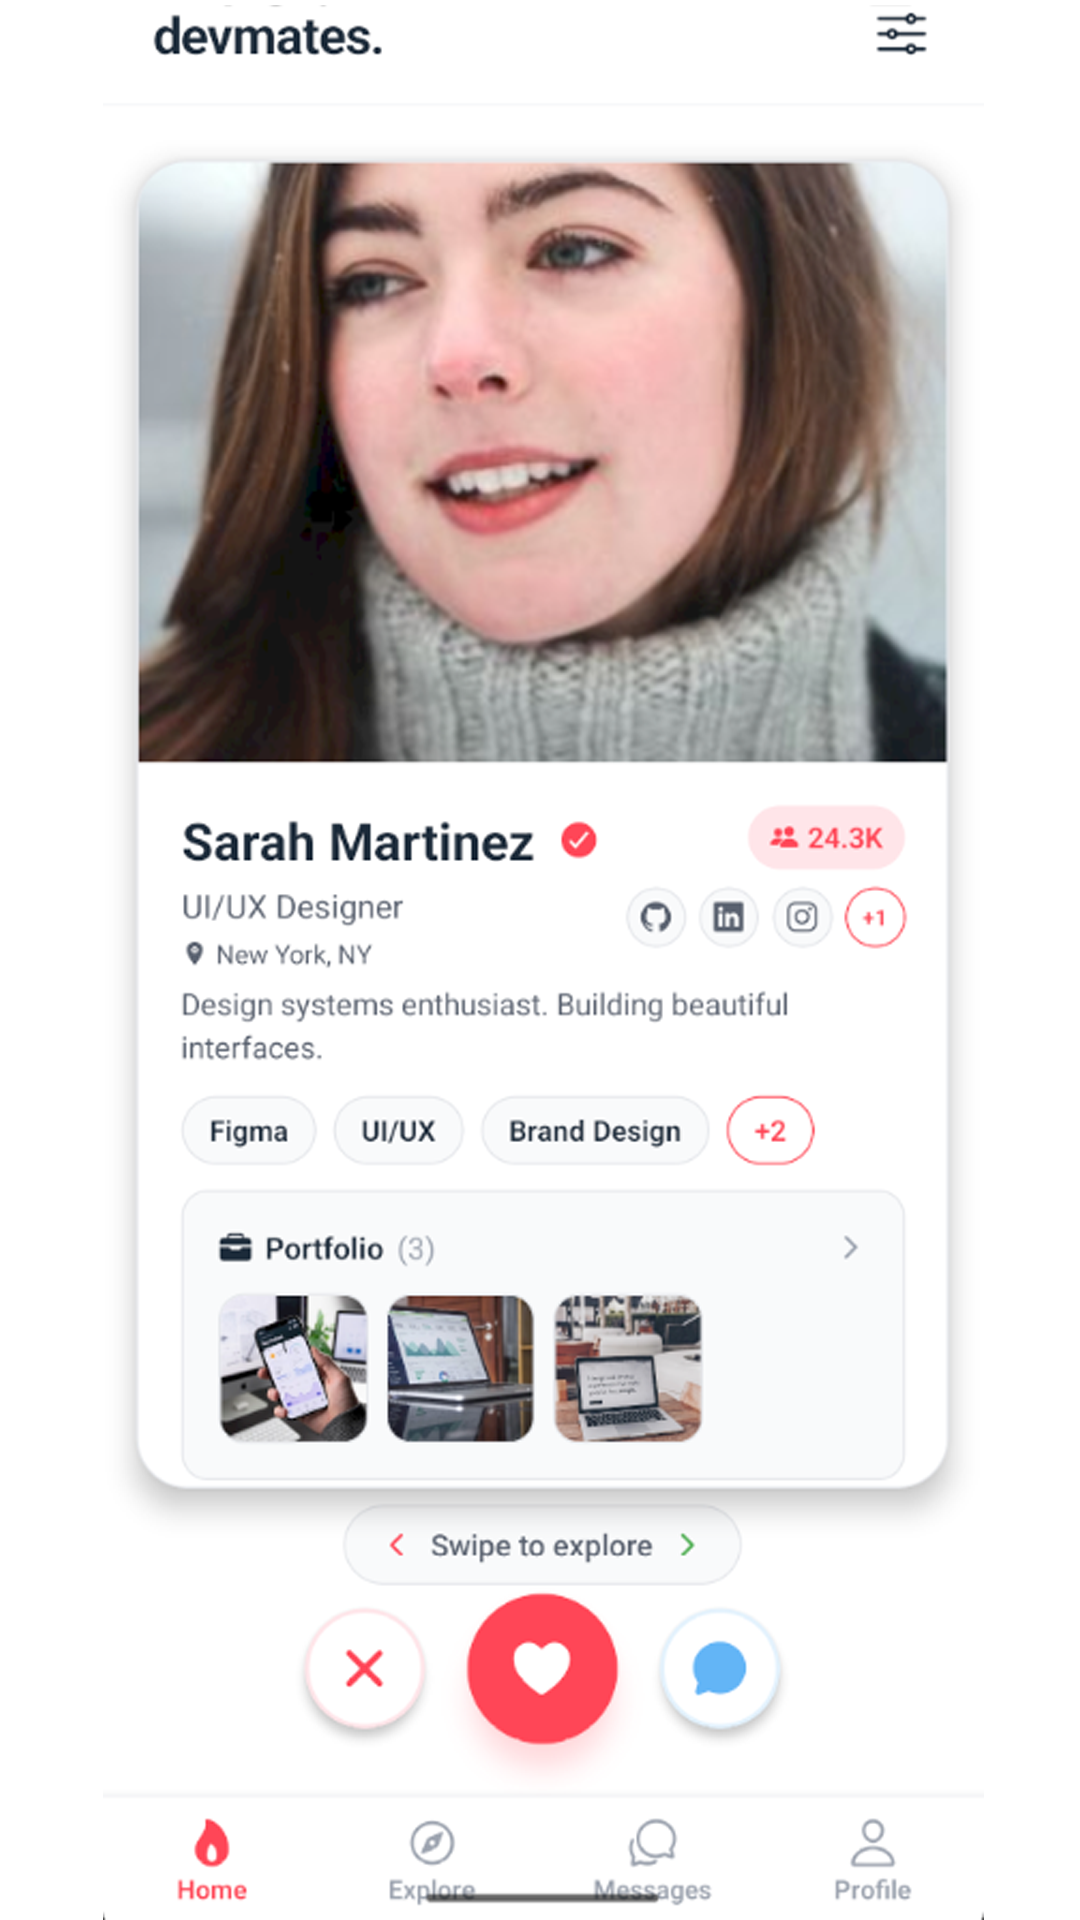 devmates.
Sarah Martinez
24.3K
UI/UX Designer
+1
New York, NY
Design systems enthusiast. Building beautiful
interfaces.
Figma
UI/UX
Brand Design
+2
Portfolio (3)
Swipe to explore
Home
Explore
Messages
Profile